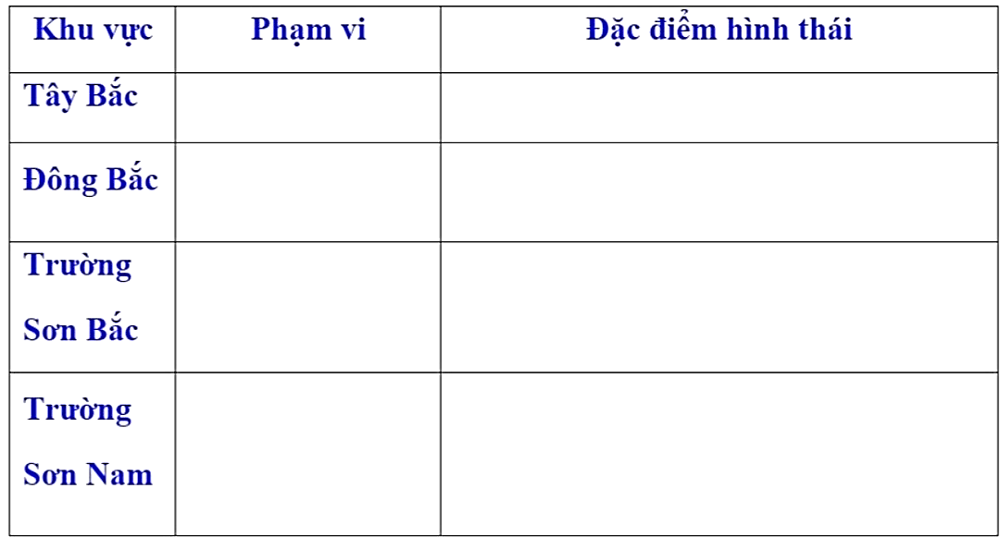 Khu vực
Phạm vi
Đặc điểm hình thái
Tây Bắc
Đông Bắc
Trường
Sơn Bắc
Trường
Sơn Nam